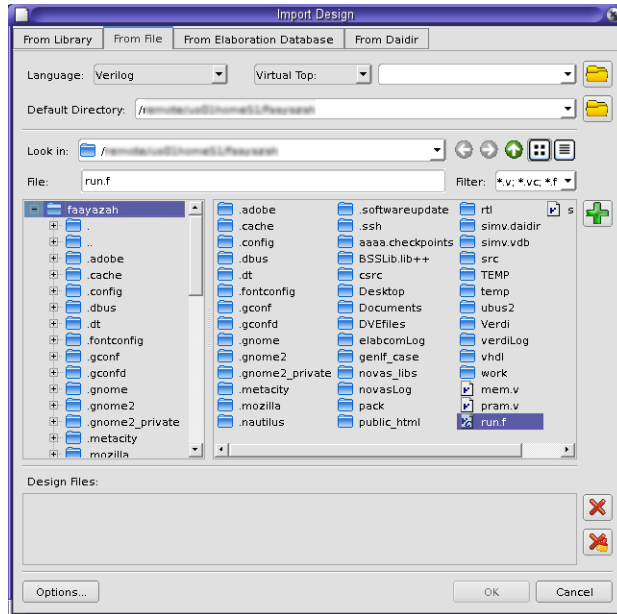 Import Design
From Library From File From Elaboration Database From Daidir
Language: Verilog Virtual Top:
Default Directory:
Look in:
File: run.f Filter: *.v; *.vc; *.f
faayazah
.
..
.adobe
.cache
.config
.dbus
.dt
.fontconfig
.gconf
.gconfd
.gnome
.gnome2
.gnome2_private
.metacity
.mozilla
.adobe
.cache
.config
.dbus
.dt
.fontconfig
.gconf
.gconfd
.gnome
.gnome2
.gnome2_private
.metacity
.mozilla
.nautilus
.softwareupdate
.ssh
aaaa.checkpoints
BSSLib.lib++
csrc
Desktop
Documents
DVEfiles
elabcomLog
genlf_case
novas_libs
novasLog
pack
public_html
rtl
simv.daidir
simv.vdb
src
TEMP
temp
ubus2
Verdi
verdiLog
vhdl
work
mem.v
pram.v
run.f
s
Design Files:
Options... OK Cancel